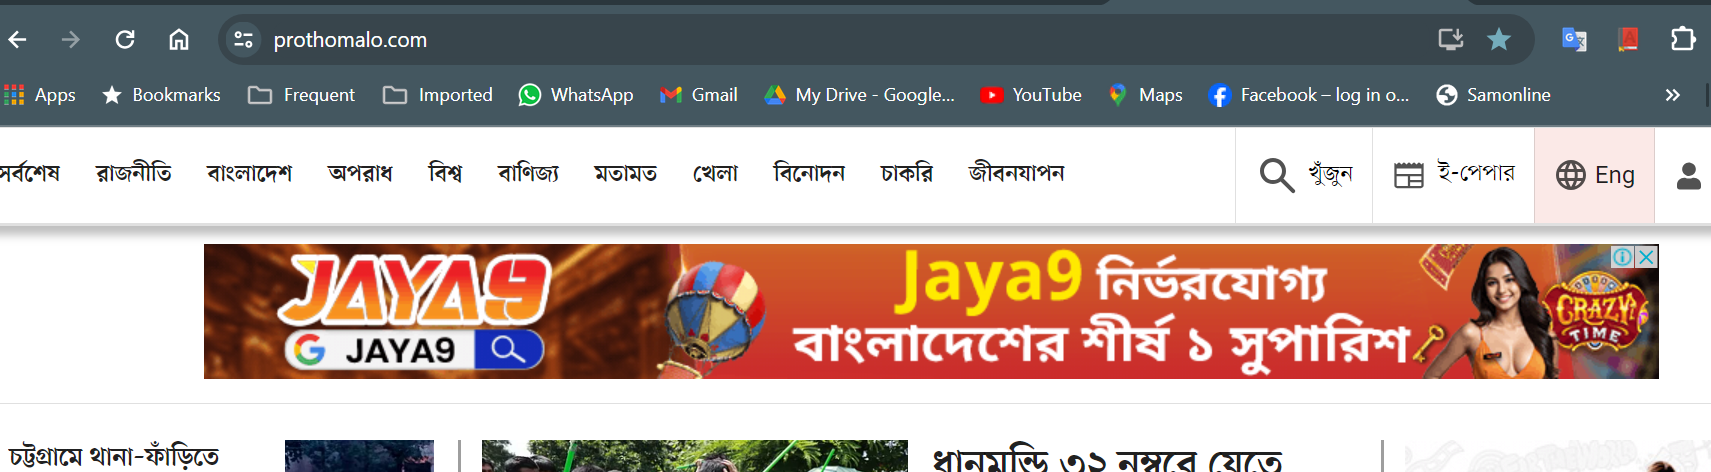 prothomalo.com
Apps Bookmarks Frequent Imported WhatsApp Gmail My Drive - Google... YouTube Maps Facebook – log in o... Samonline
সর্বশেষ রাজনীতি বাংলাদেশ অপরাধ বিশ্ব বাণিজ্য মতামত খেলা বিনোদন চাকরি জীবনযাপন খুঁজুন ই-পেপার Eng
JAYA9
G JAYA9
Jaya9 নির্ভরযোগ্য
বাংলাদেশের শীর্ষ ১ সুপারিশ
CRAZY
TIME
চট্টগ্রামে থানা-ফাঁড়িতে
ধানমন্ডি ৩২ নম্বরে যেতে